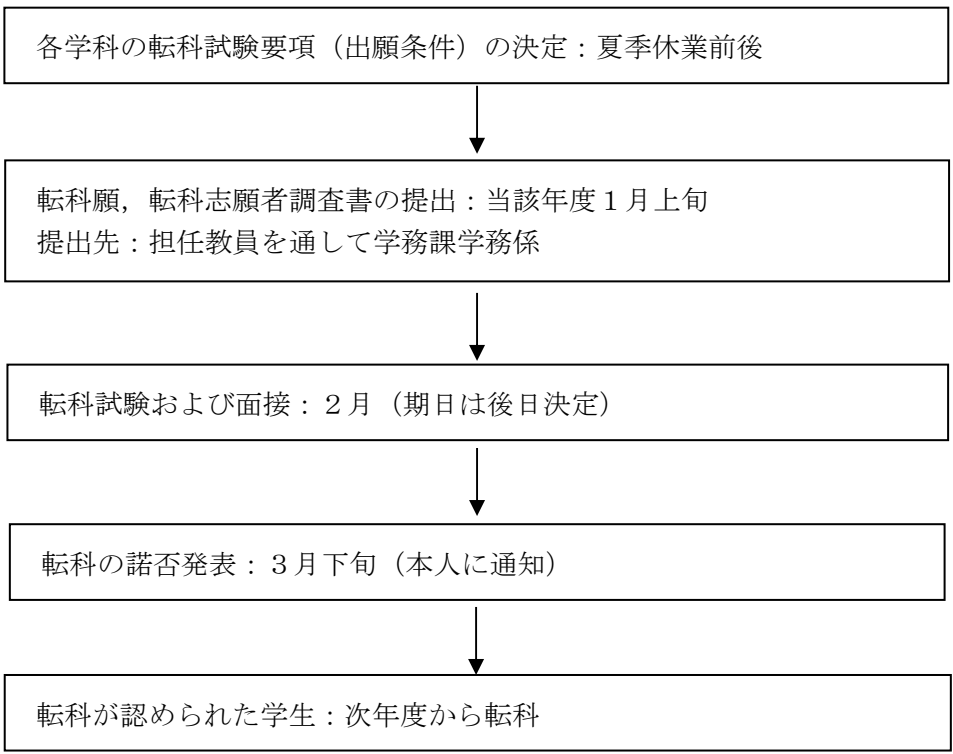 各学科の転科試験要項（出願条件）の決定：夏季休業前後
転科願，転科志願者調査書の提出：当該年度１月上旬
提出先：担任教員を通して学務課学務係
転科試験および面接：２月（期日は後日決定）
転科の諾否発表：３月下旬（本人に通知）
転科が認められた学生：次年度から転科